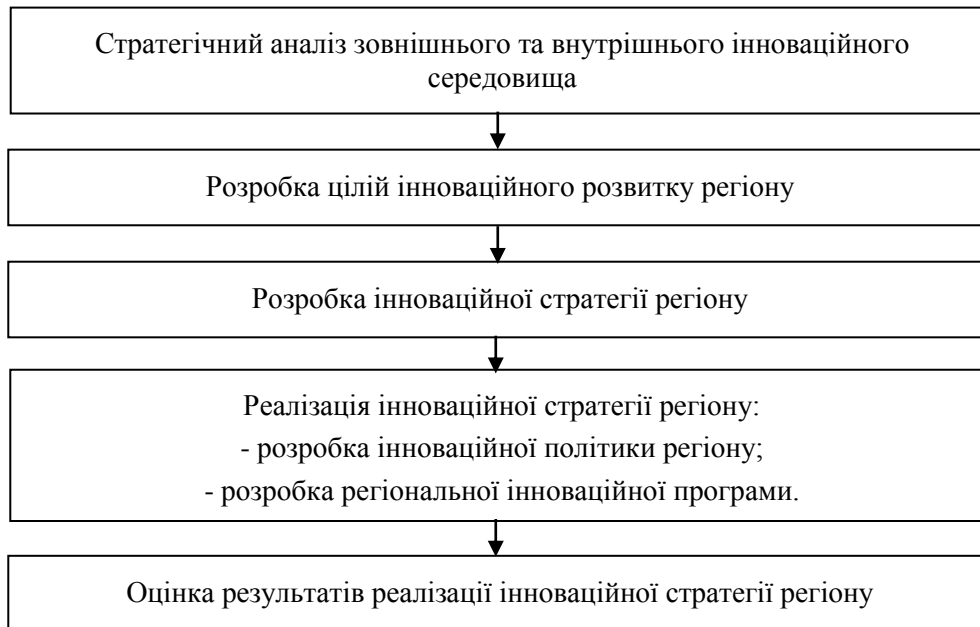 Стратегічний аналіз зовнішнього та внутрішнього інноваційного
середовища
Розробка цілій інноваційного розвитку регіону
Розробка інноваційної стратегії регіону
Реалізація інноваційної стратегії регіону:
- розробка інноваційної політики регіону;
- розробка регіональної інноваційної програми.
Оцінка результатів реалізації інноваційної стратегії регіону